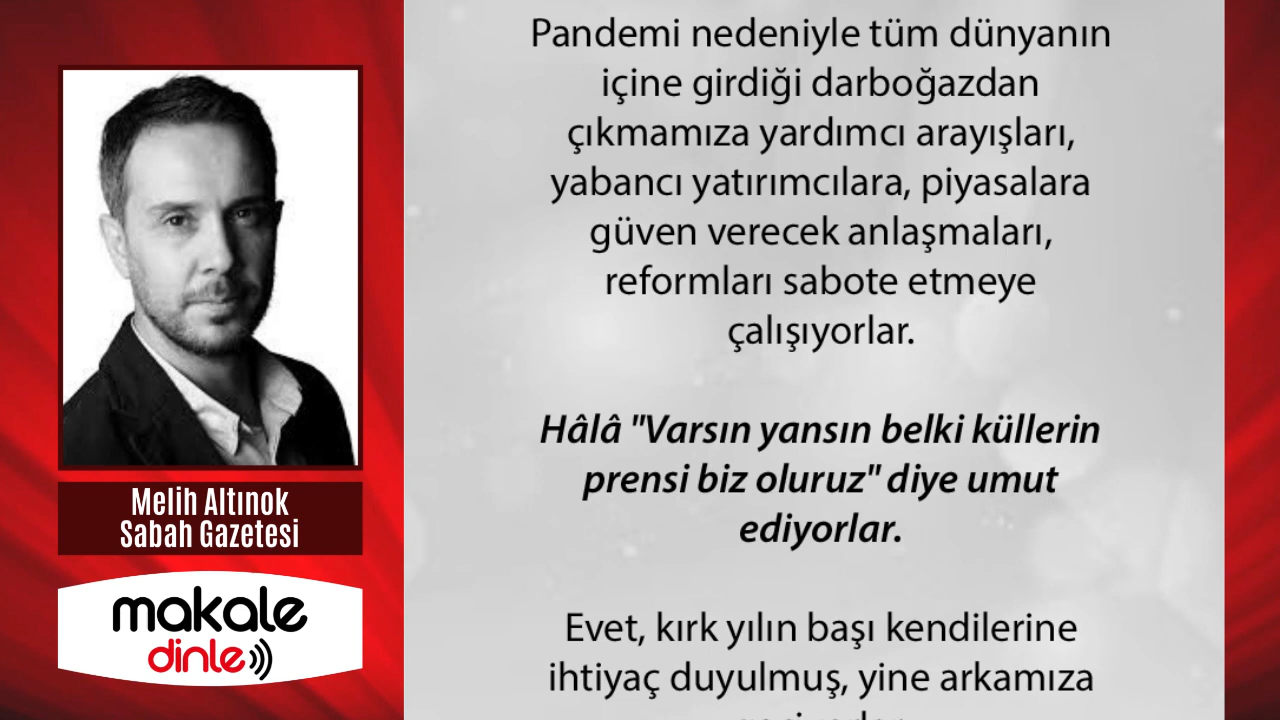 Pandemi nedeniyle tüm dünyanın
içine girdiği darboğazdan
çıkmamıza yardımcı arayışları,
yabancı yatırımcılara, piyasalara
güven verecek anlaşmaları,
reformları sabote etmeye
çalışıyorlar.
Hâlâ "Varsın yansın belki küllerin
prensi biz oluruz" diye umut
ediyorlar.
Evet, kırk yılın başı kendilerine
ihtiyaç duyulmuş, yine arkamıza
Melih Altınok
Sabah Gazetesi
makale
dinle